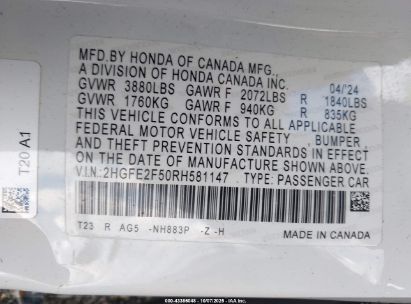 MFD.BY HONDA OF CANADA MFG.,
A DIVISION OF HONDA CANADA INC. 04/'24
GVWR 3880LBS GAWR F 2072LBS R 1840LBS
GVWR 1760KG GAWR F 940KG R 835KG
THIS VEHICLE CONFORMS TO ALL APPLICABLE
FEDERAL MOTOR VEHICLE SAFETY , BUMPER ,
THEFT PREVENTION STANDARDS IN EFFECT ON
THE DATE OF MANUFACTURE SHOWN ABOVE.
V.I.N.:2HGFE2F50RH581147 . TYPE: PASSENGER CAR
T23 R AG5 -NH883P -Z -H
MADE IN CANADA
T20 A1